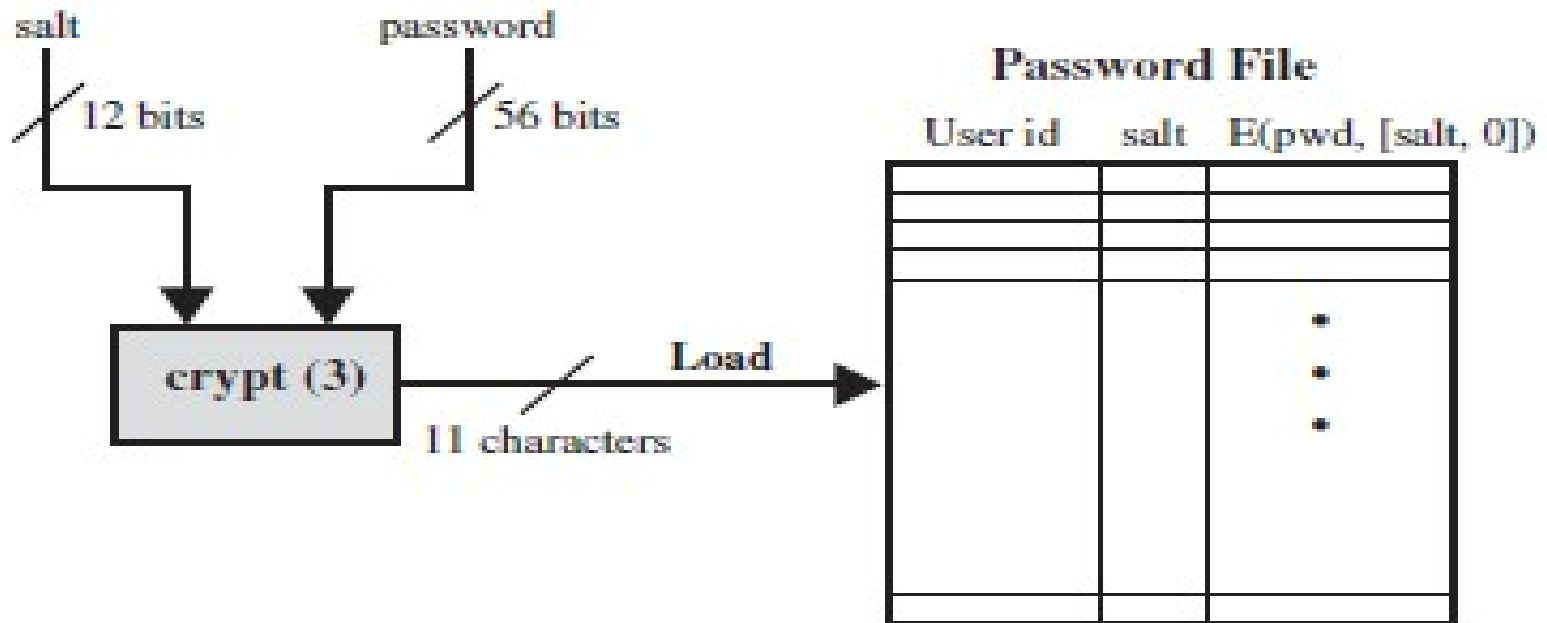 salt
password
12 bits
56 bits
Password File
User id salt E(pwd, [salt, 0])
crypt (3)
Load
11 characters